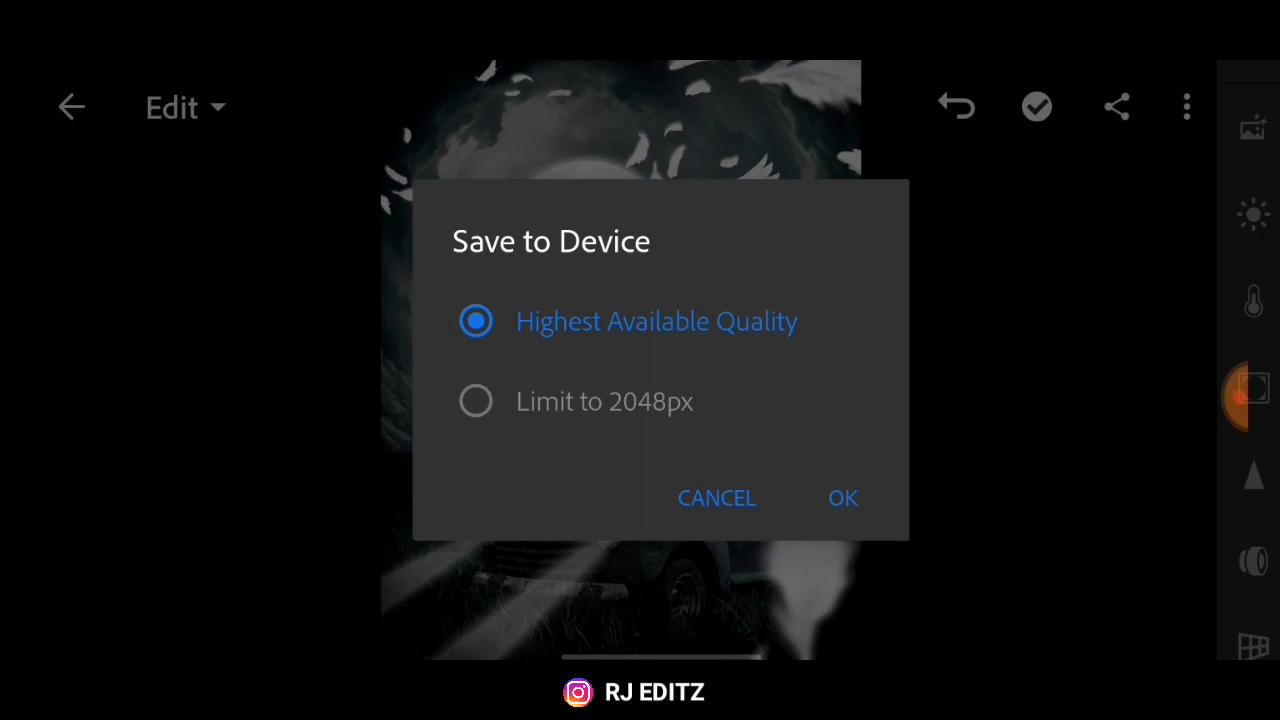 Edit
Save to Device
Highest Available Quality
Limit to 2048px
CANCEL OK
RJ EDITZ